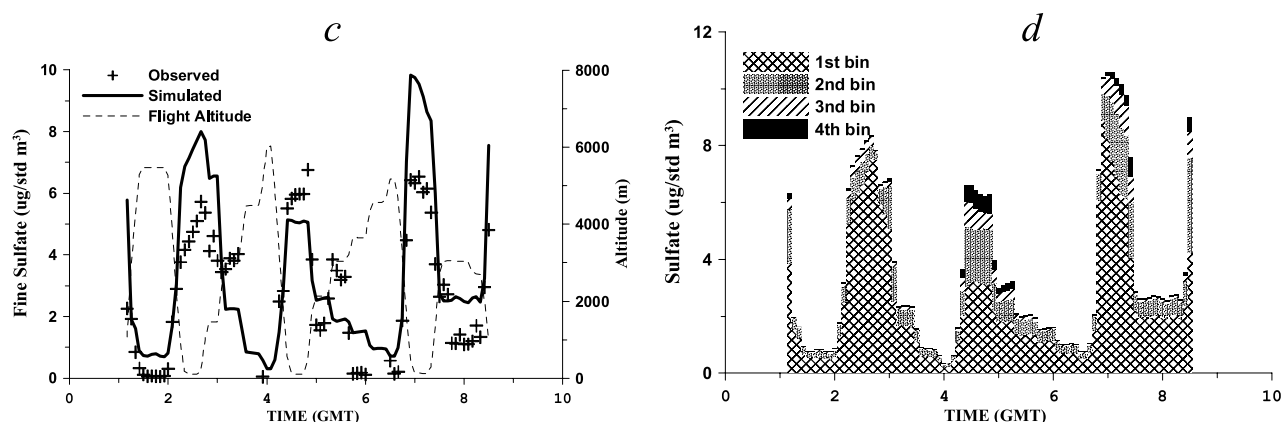 c
Observed
Simulated
Flight Altitude
Fine Sulfate (ug/std m³)
10
8
6
4
2
0
8000
6000
4000
2000
0
Altitude (m)
0 2 4 6 8 10
TIME (GMT)
d
1st bin
2nd bin
3nd bin
4th bin
Sulfate (ug/std m³)
12
8
4
0
0 2 4 6 8 10
TIME (GMT)